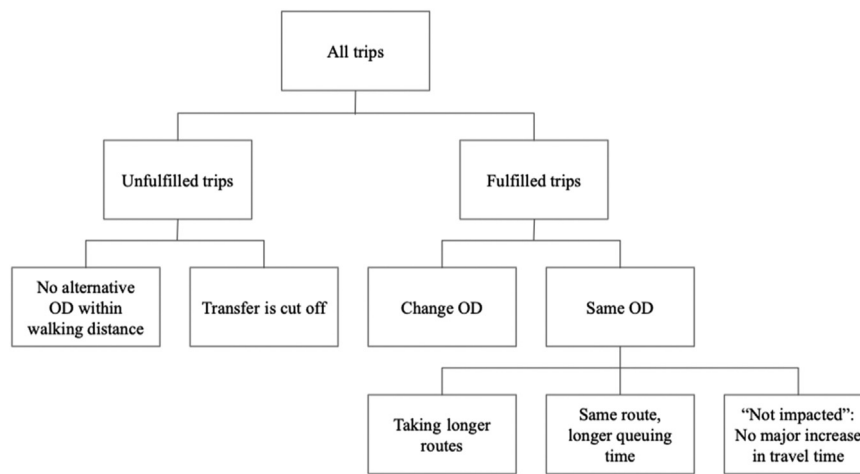 All trips
Unfulfilled trips
Fulfilled trips
No alternative
OD within
walking distance
Transfer is cut off
Change OD
Same OD
Taking longer
routes
Same route,
longer queuing
time
“Not impacted”:
No major increase
in travel time